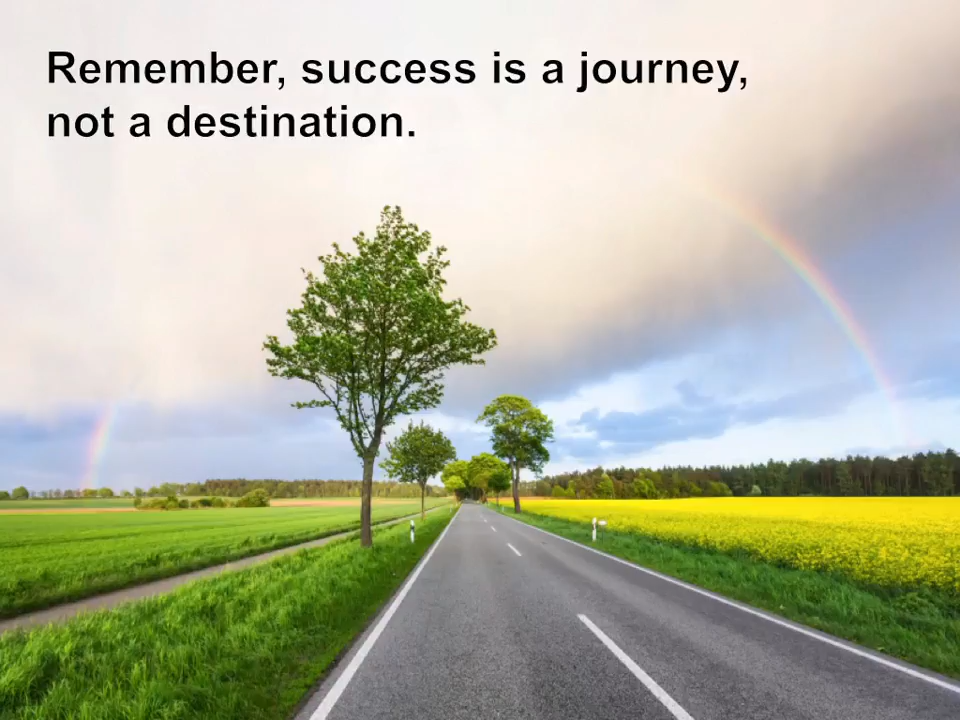 Remember, success is a journey,
not a destination.